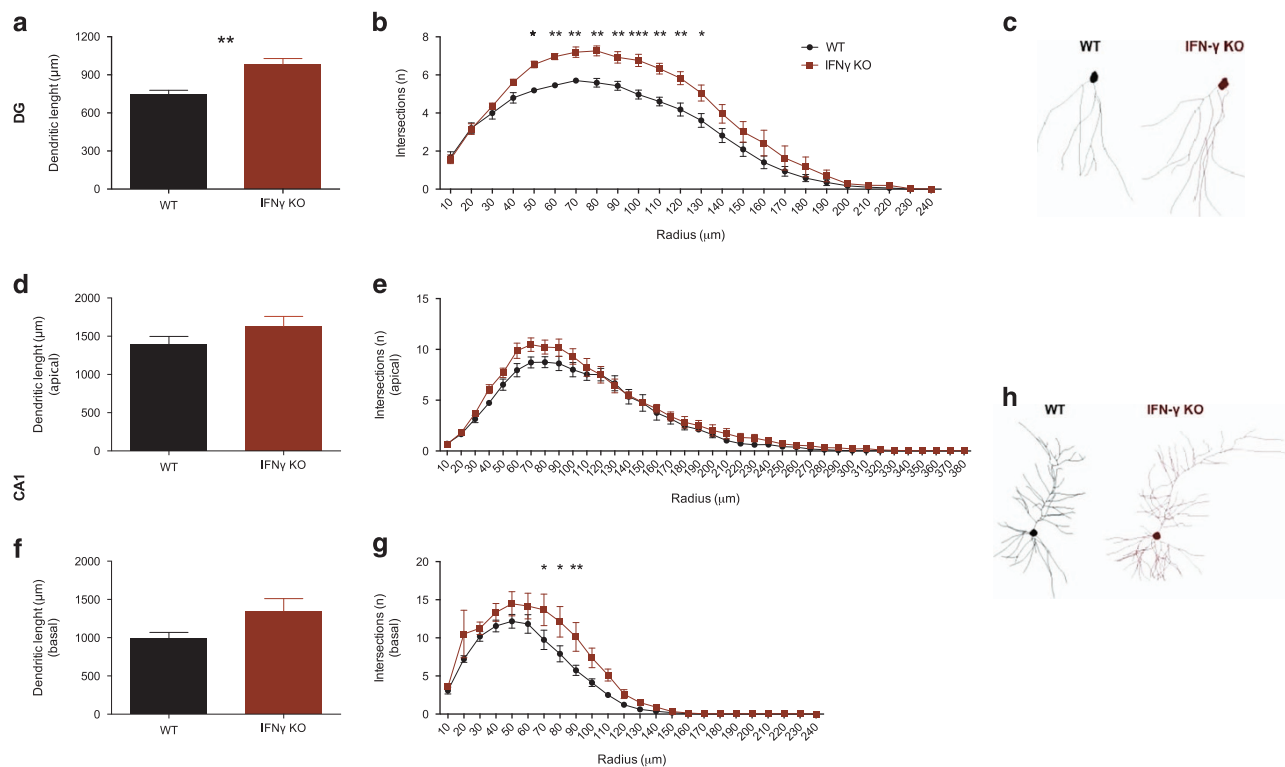 a
DG
Dendritic lenght (μm)
1200
900
600
300
0
**
WT
IFNγ KO
b
Intersections (n)
8
6
4
2
0
* ** ** ** ** *** ** ** *
WT
IFNγ KO
10 20 30 40 50 60 70 80 90 100 110 120 130 140 150 160 170 180 190 200 210 220 230 240
Radius (μm)
c
WT IFN-γ KO
d
CA1
Dendritic lenght (μm)
(apical)
2000
1500
1000
500
0
WT
IFNγ KO
e
Intersections (n)
(apical)
15
10
5
0
10 20 30 40 50 60 70 80 90 100 110 120 130 140 150 160 170 180 190 200 210 220 230 240 250 260 270 280 290 300 310 320 330 340 350 360 370 380
Radius (μm)
h
WT IFN-γ KO
f
Dendritic lenght (μm)
(basal)
2000
1500
1000
500
0
WT
IFNγ KO
g
Intersections (n)
(basal)
20
15
10
5
0
* * **
10 20 30 40 50 60 70 80 90 100 110 120 130 140 150 160 170 180 190 200 210 220 230 240
Radius (μm)